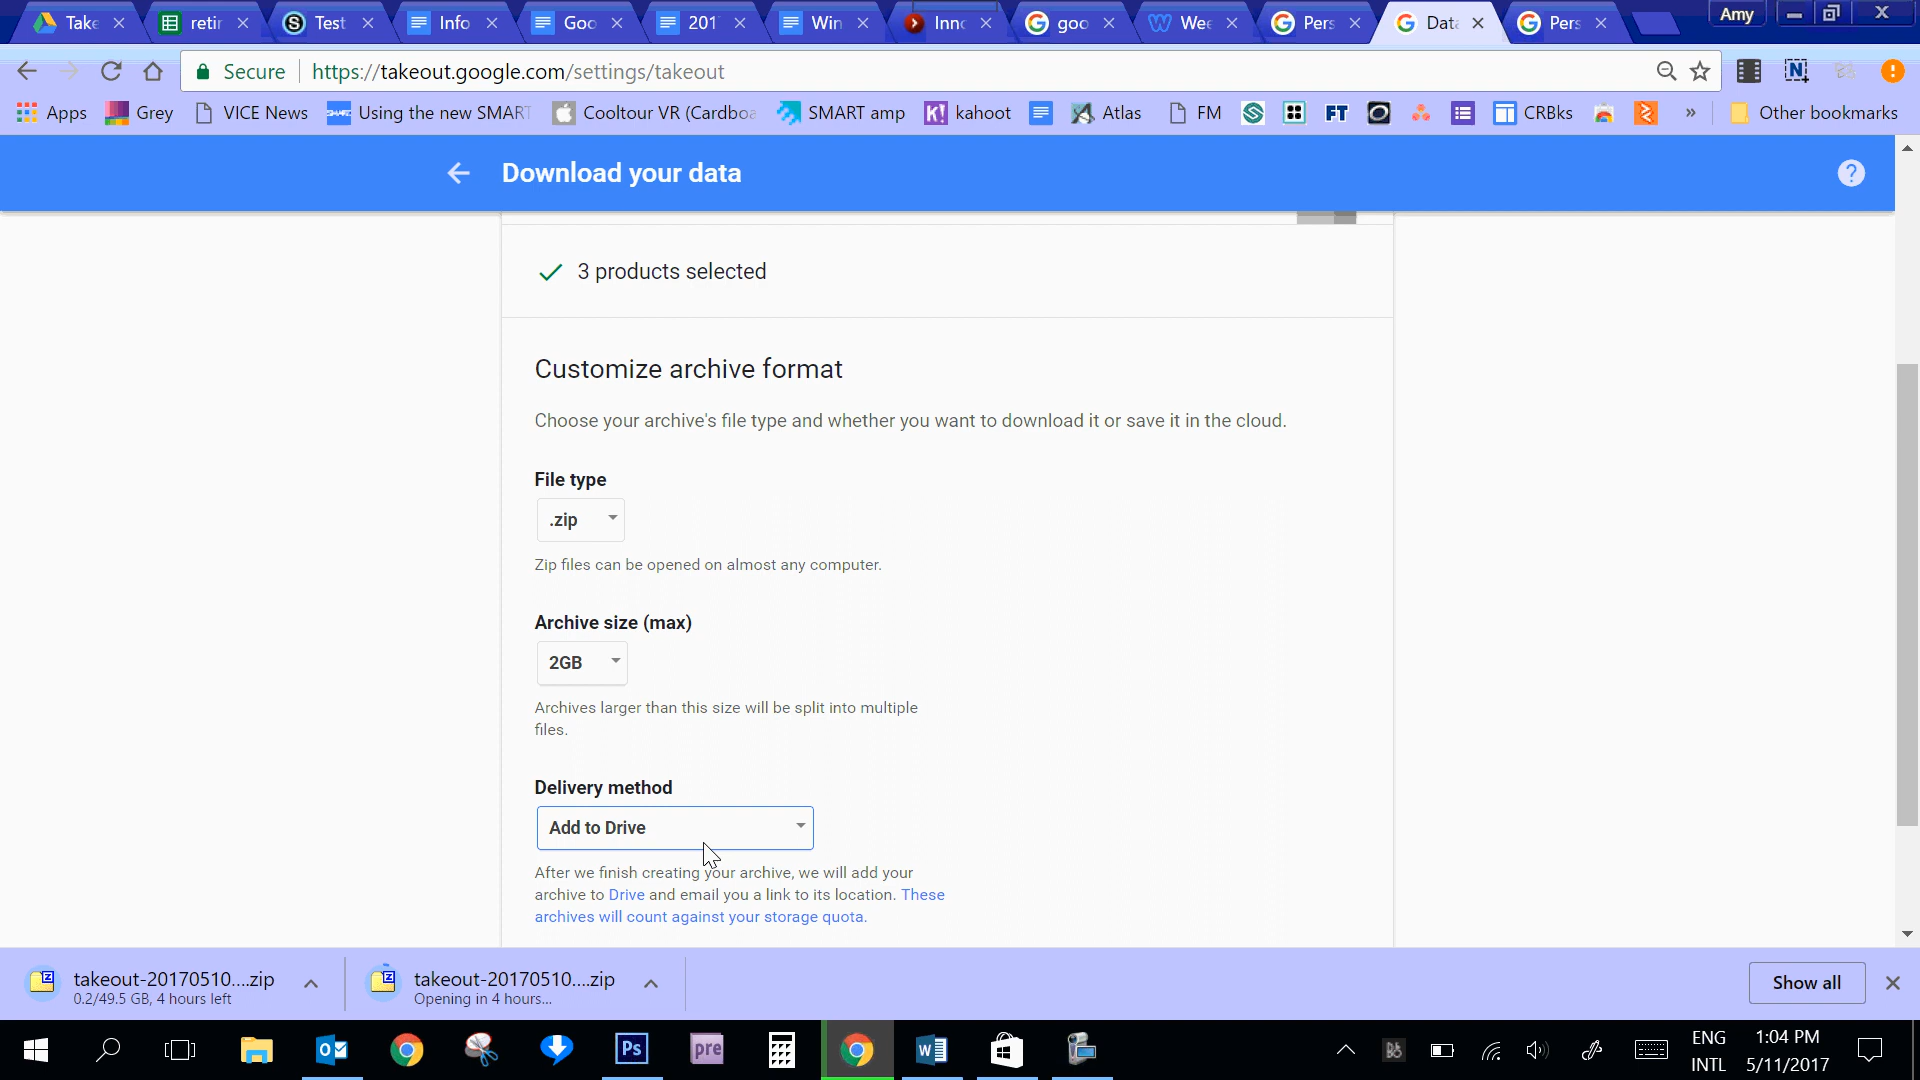 Take
retir
Test
Info
Goo
201
Win
Inno
goo
Wee
Pers
Data
Pers
Amy
Secure
https://takeout.google.com/settings/takeout
Apps
Grey
VICE News
Using the new SMART
Cooltour VR (Cardboa
SMART amp
K!
kahoot
Atlas
FM
FT
CRBks
»
Other bookmarks
Download your data
?
3 products selected
Customize archive format
Choose your archive's file type and whether you want to download it or save it in the cloud.
File type
.zip
Zip files can be opened on almost any computer.
Archive size (max)
2GB
Archives larger than this size will be split into multiple
files.
Delivery method
Add to Drive
After we finish creating your archive, we will add your
archive to Drive and email you a link to its location. These
archives will count against your storage quota.
takeout-20170510....zip
0.2/49.5 GB, 4 hours left
takeout-20170510....zip
Opening in 4 hours...
Show all
Ps
pre
ENG
INTL
1:04 PM
5/11/2017